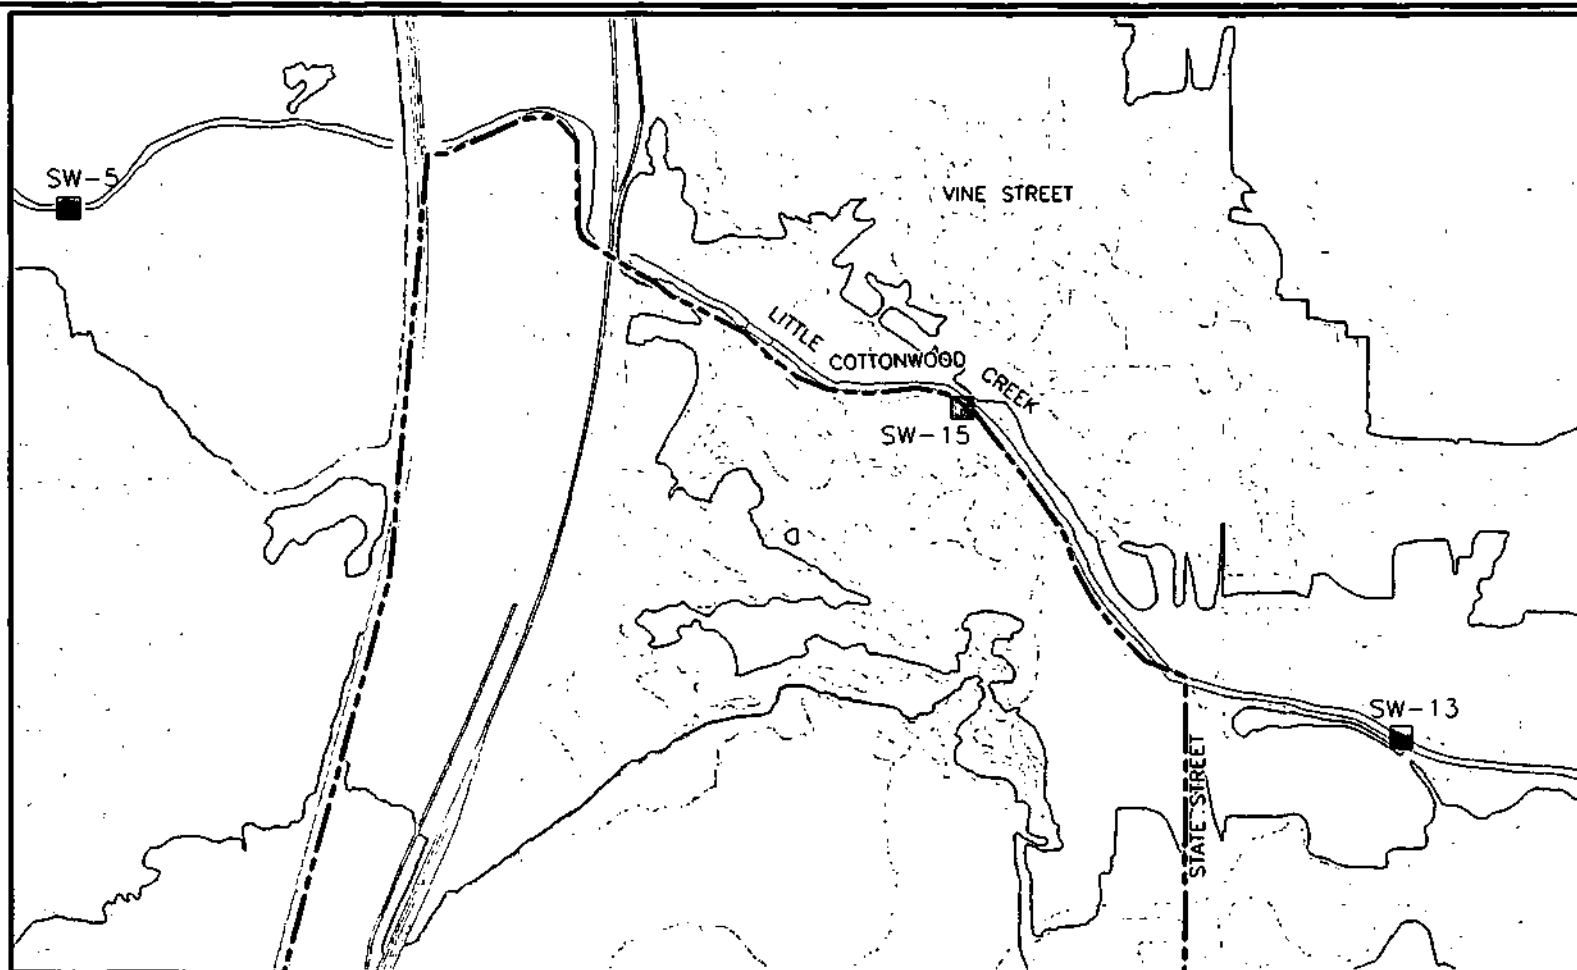 SW-5
VINE STREET
LITTLE
COTTONWOOD
CREEK
SW-15
SW-13
STATE STREET